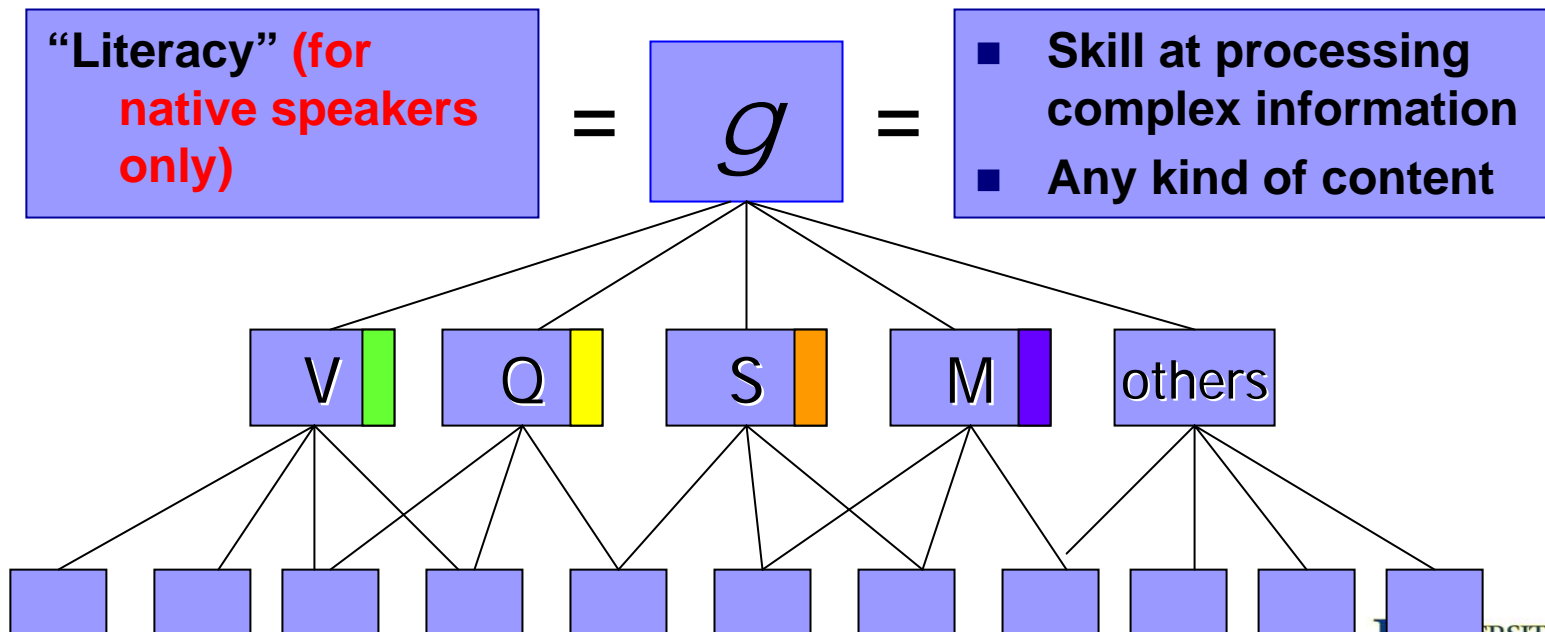 “Literacy” (for
native speakers
only)
=
g
=
■ Skill at processing
complex information
■ Any kind of content
V
Q
S
M
others